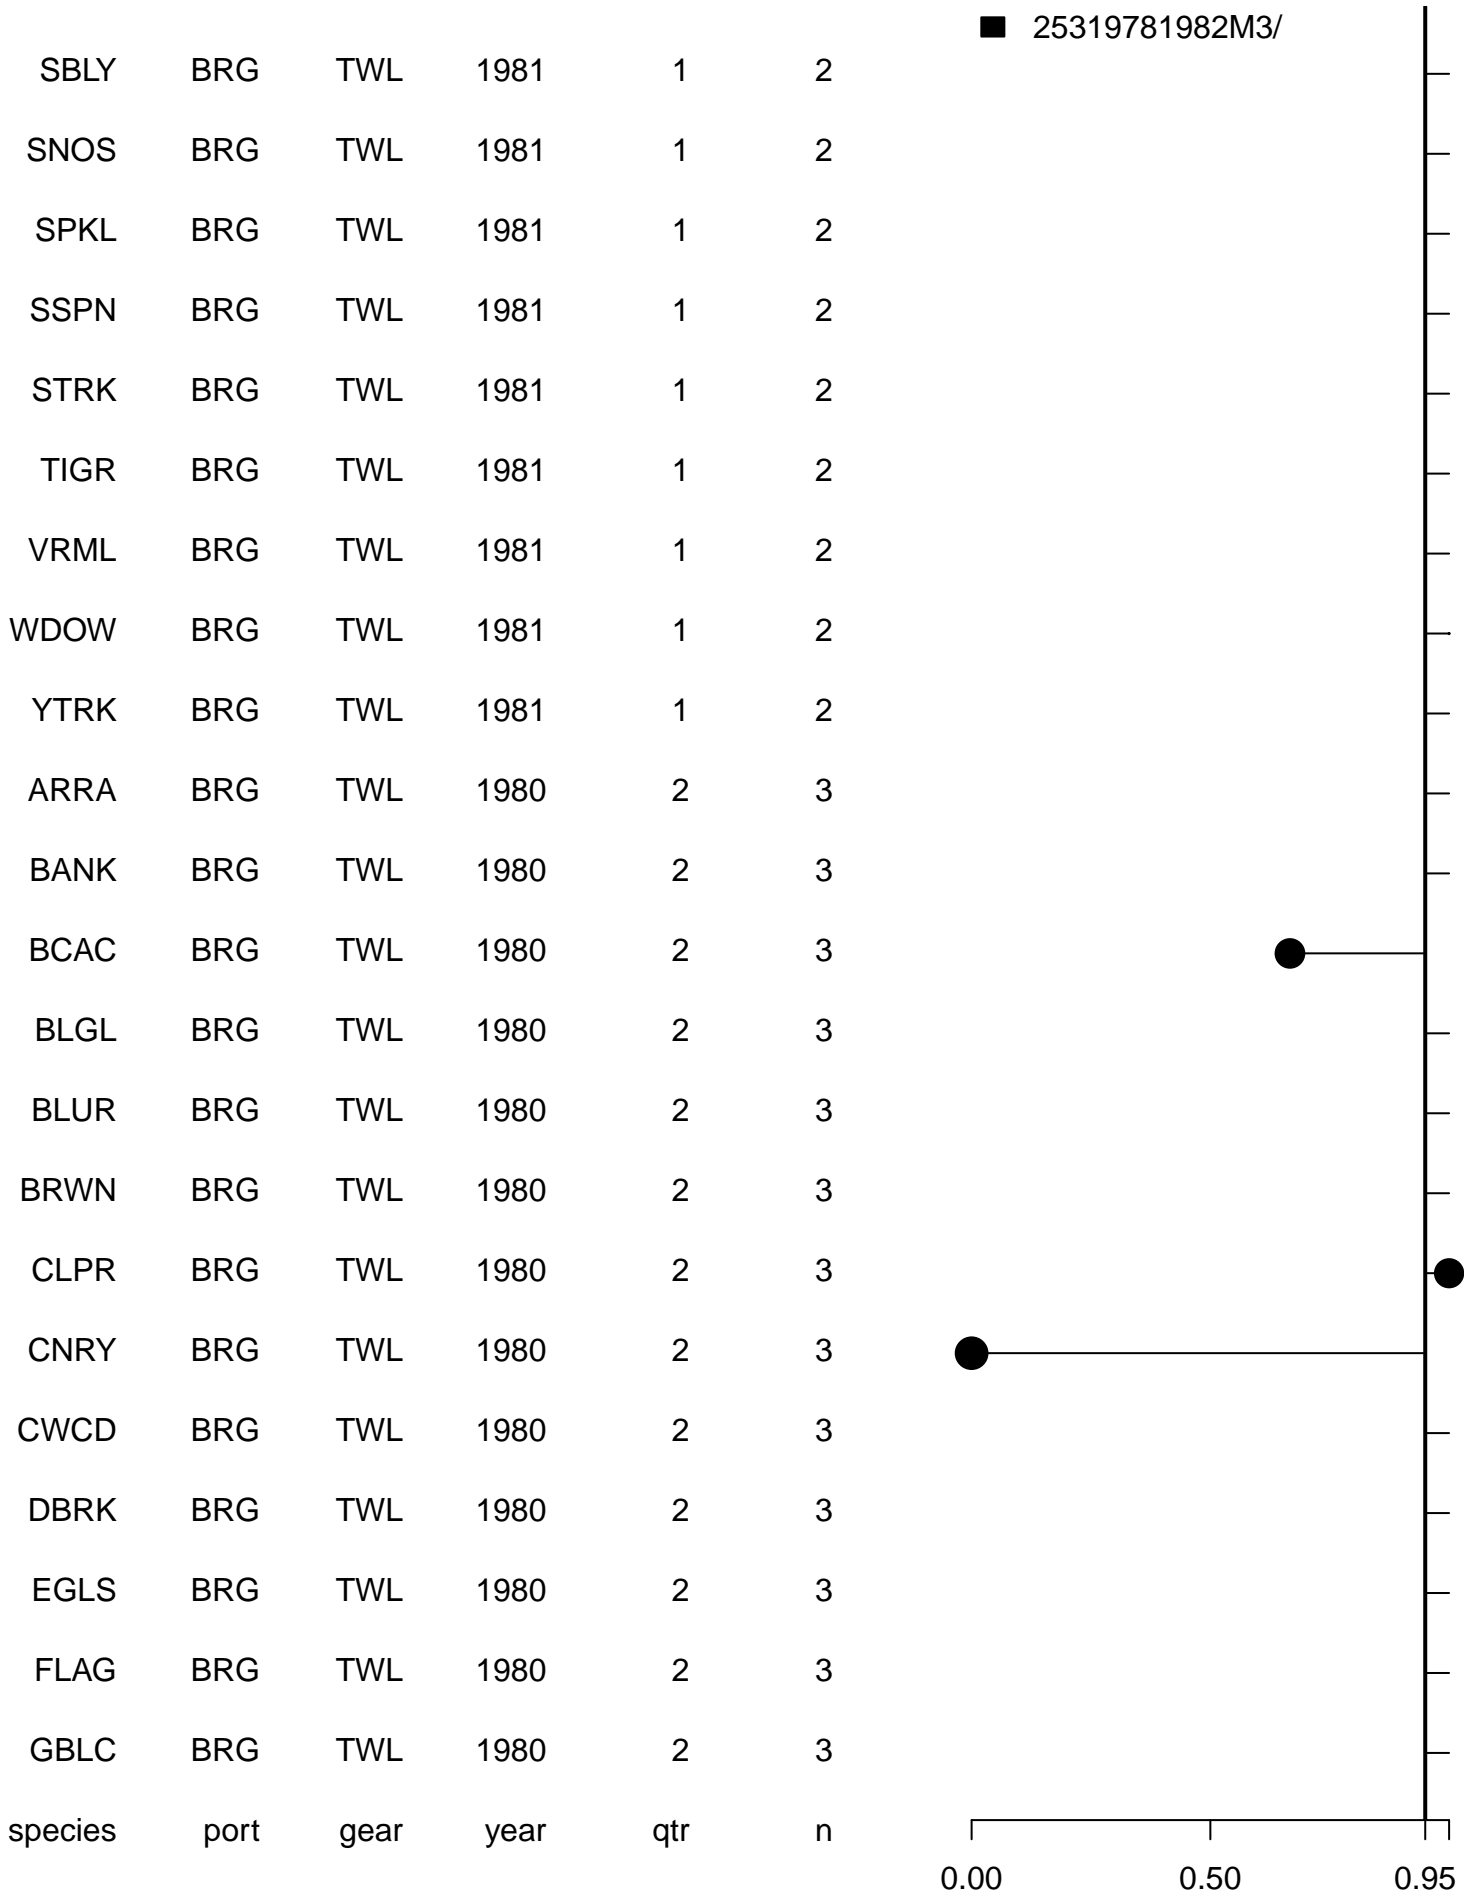 25319781982M3/
SBLY BRG TWL 1981 1 2
SNOS BRG TWL 1981 1 2
SPKL BRG TWL 1981 1 2
SSPN BRG TWL 1981 1 2
STRK BRG TWL 1981 1 2
TIGR BRG TWL 1981 1 2
VRML BRG TWL 1981 1 2
WDOW BRG TWL 1981 1 2
YTRK BRG TWL 1981 1 2
ARRA BRG TWL 1980 2 3
BANK BRG TWL 1980 2 3
BCAC BRG TWL 1980 2 3
BLGL BRG TWL 1980 2 3
BLUR BRG TWL 1980 2 3
BRWN BRG TWL 1980 2 3
CLPR BRG TWL 1980 2 3
CNRY BRG TWL 1980 2 3
CWCD BRG TWL 1980 2 3
DBRK BRG TWL 1980 2 3
EGLS BRG TWL 1980 2 3
FLAG BRG TWL 1980 2 3
GBLC BRG TWL 1980 2 3
species port gear year qtr n
0.00 0.50 0.95